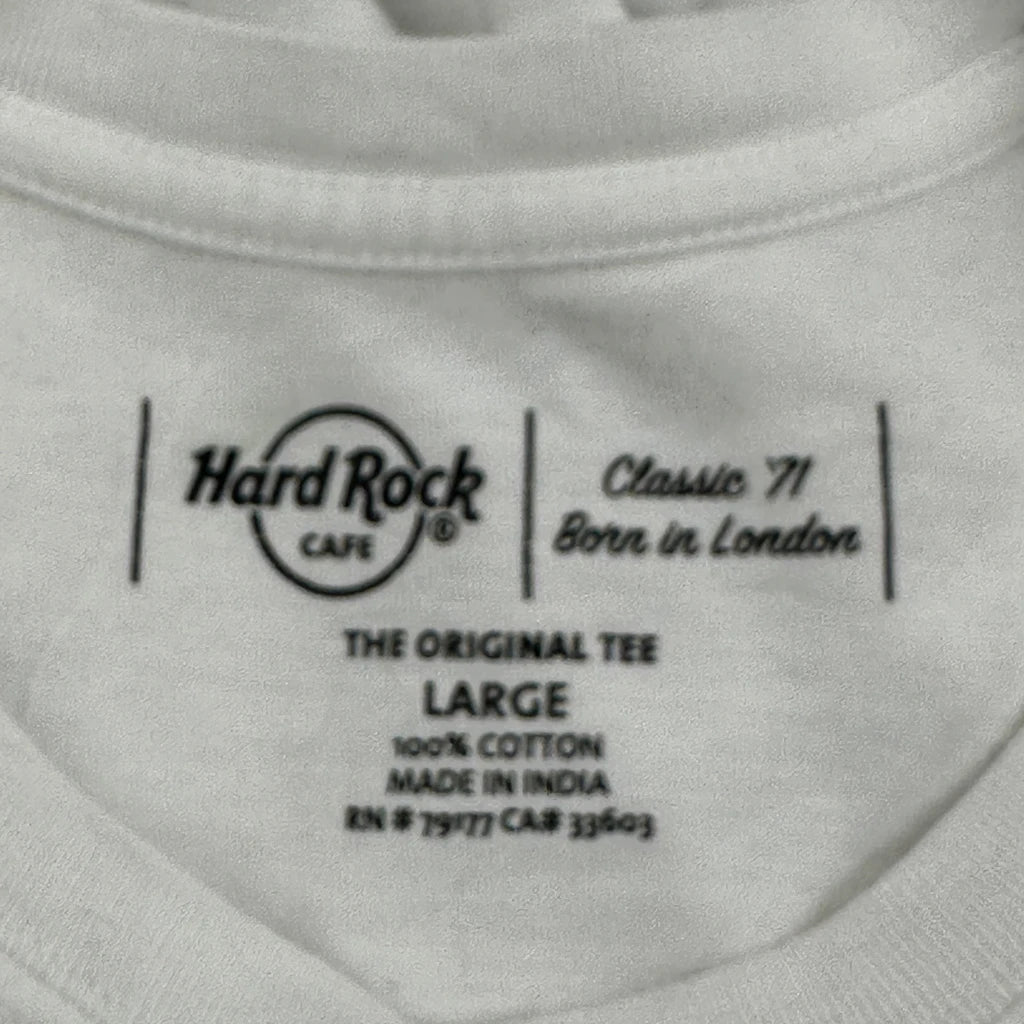 Hard Rock
CAFE
®
Classic '71
Born in London
THE ORIGINAL TEE
LARGE
100% COTTON
MADE IN INDIA
RN # 79177 CA# 33603